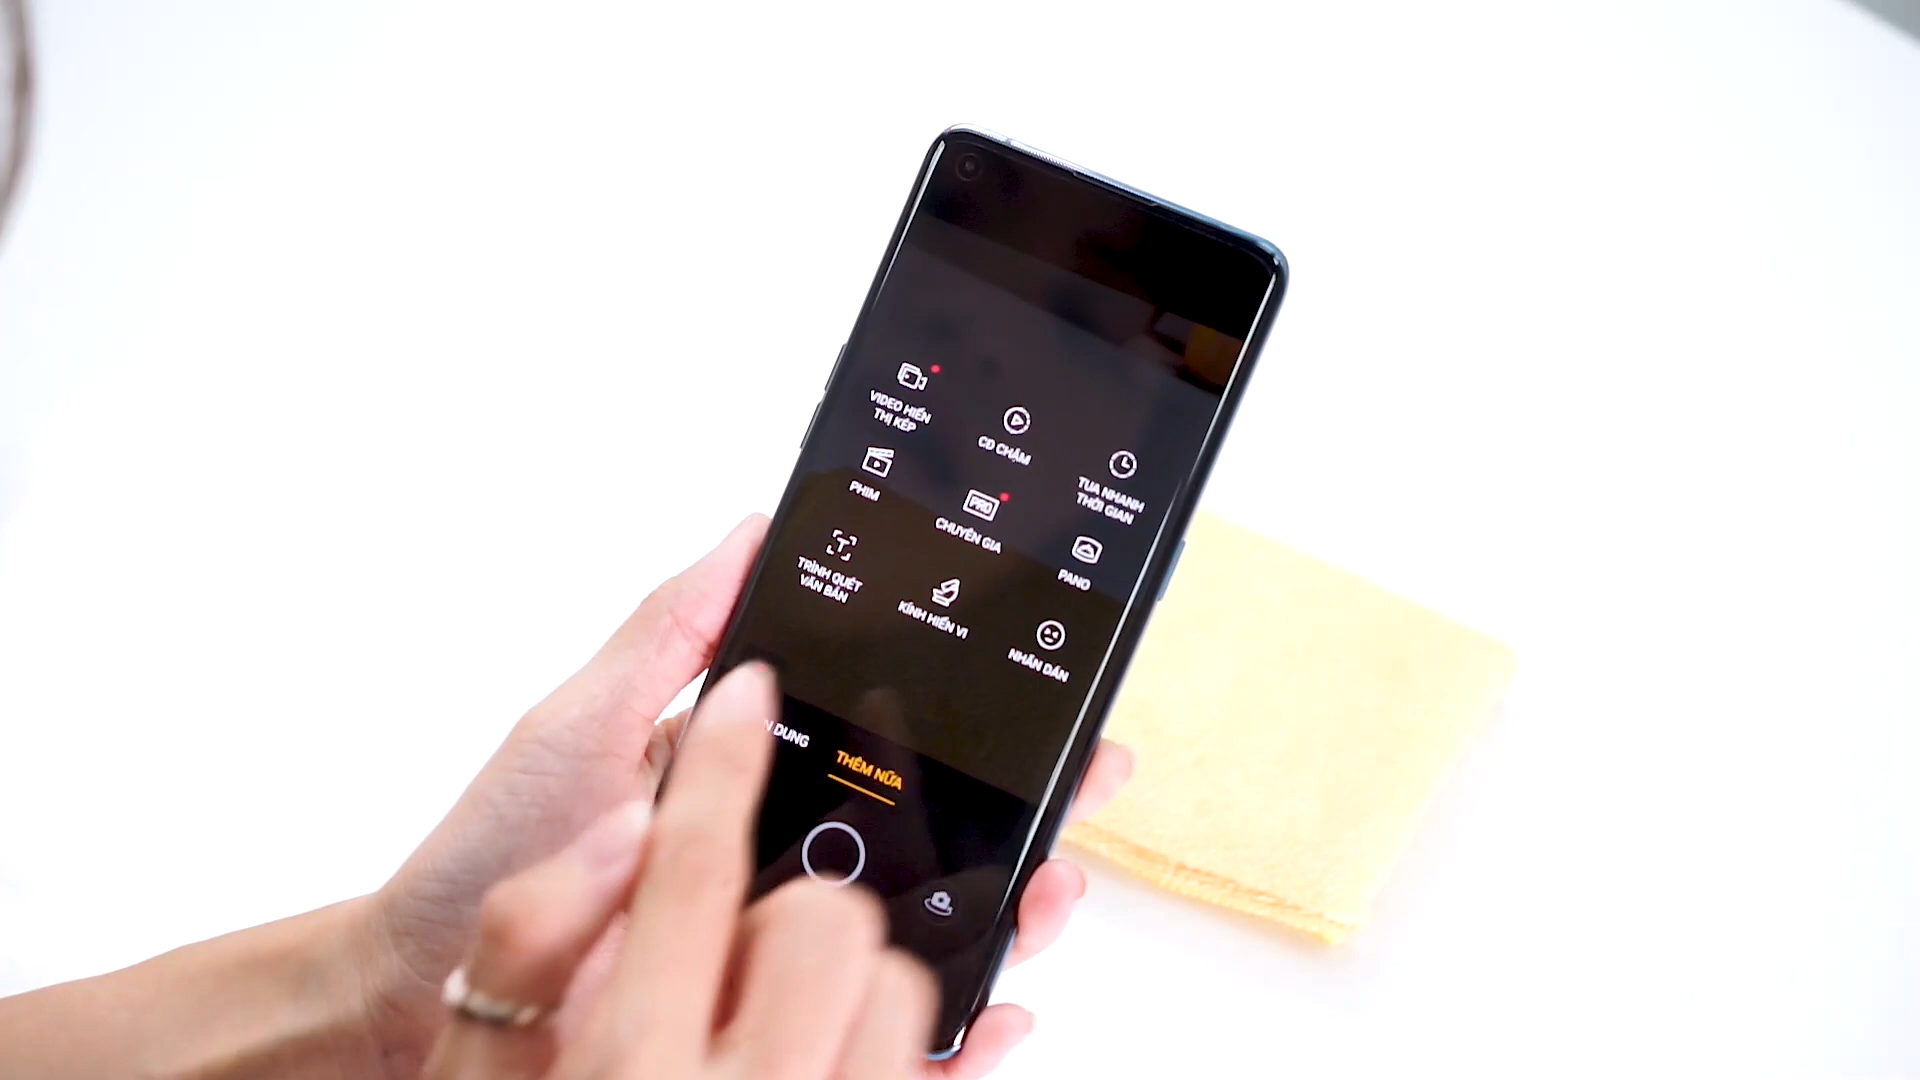 VIDEO HIỂN
THỊ KÉP
CĐ CHẬM
TUA NHANH
THỜI GIAN
PHIM
PRO
CHUYÊN GIA
PANO
T
TRÌNH QUÉT
VĂN BẢN
KÍNH HIỂN VI
NHÃN DÁN
DUNG
THÊM NỮA